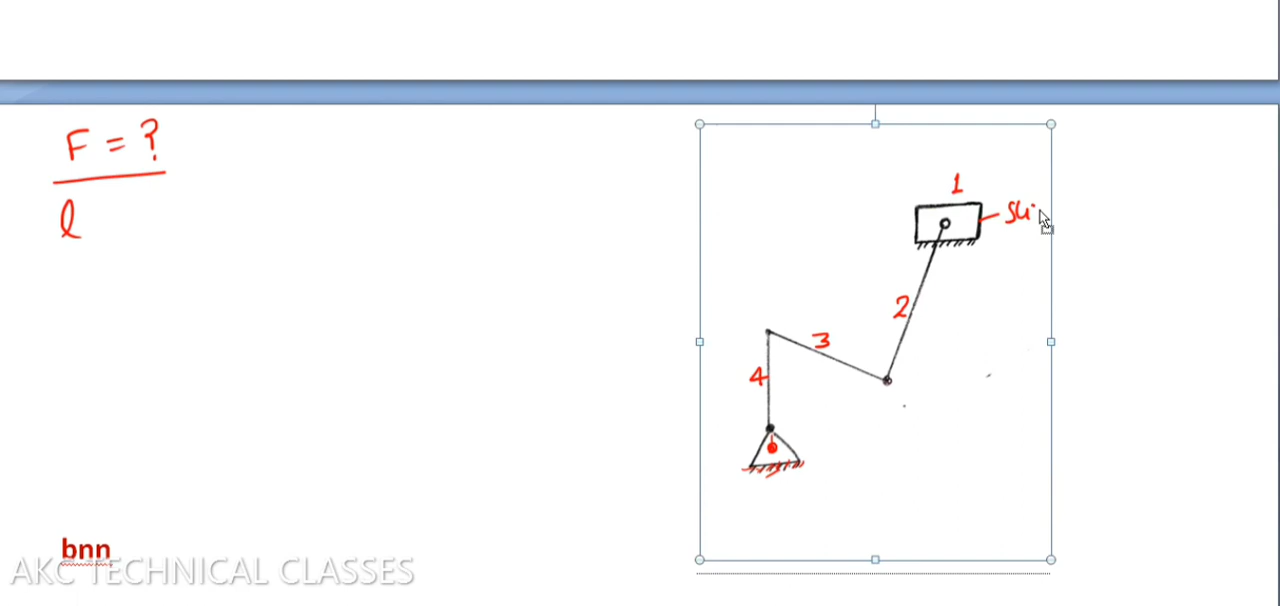 F = ?
l
1
Sli
2
3
4
bnn
AKC TECHNICAL CLASSES